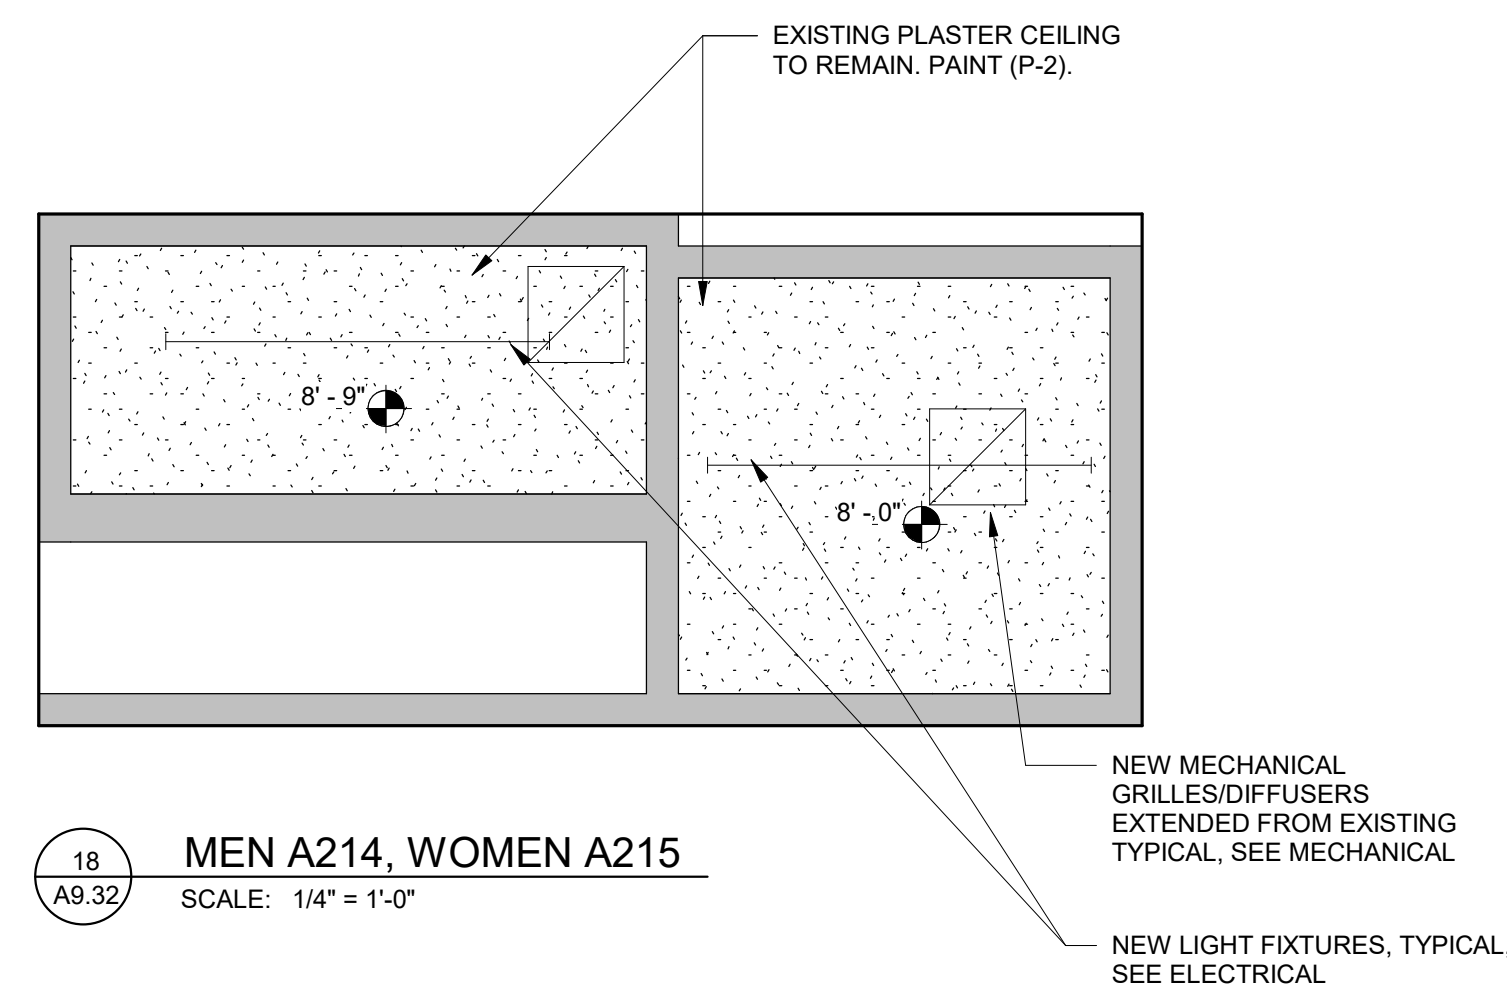 EXISTING PLASTER CEILING
TO REMAIN. PAINT (P-2).
8' - 9"
8' - 0"
NEW MECHANICAL
GRILLES/DIFFUSERS
EXTENDED FROM EXISTING
TYPICAL, SEE MECHANICAL
18
A9.32
MEN A214, WOMEN A215
SCALE: 1/4" = 1'-0"
NEW LIGHT FIXTURES, TYPICAL,
SEE ELECTRICAL